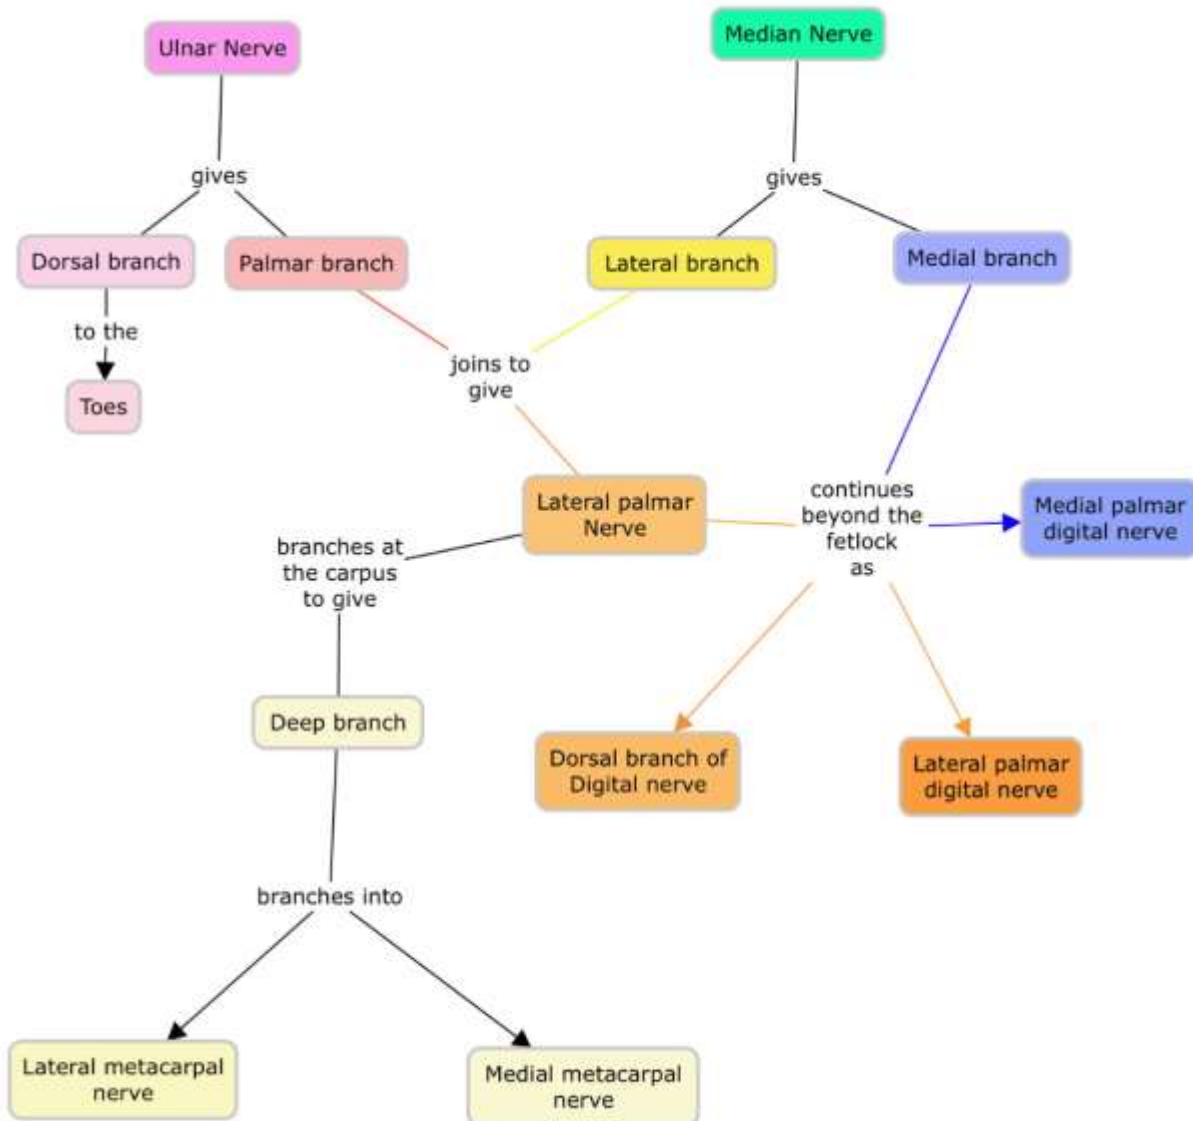 Ulnar Nerve
Median Nerve
gives
gives
Dorsal branch
Palmar branch
Lateral branch
Medial branch
to the
joins to
give
Toes
Lateral palmar
Nerve
continues
beyond the
fetlock
as
Medial palmar
digital nerve
branches at
the carpus
to give
Deep branch
Dorsal branch of
Digital nerve
Lateral palmar
digital nerve
branches into
Lateral metacarpal
nerve
Medial metacarpal
nerve